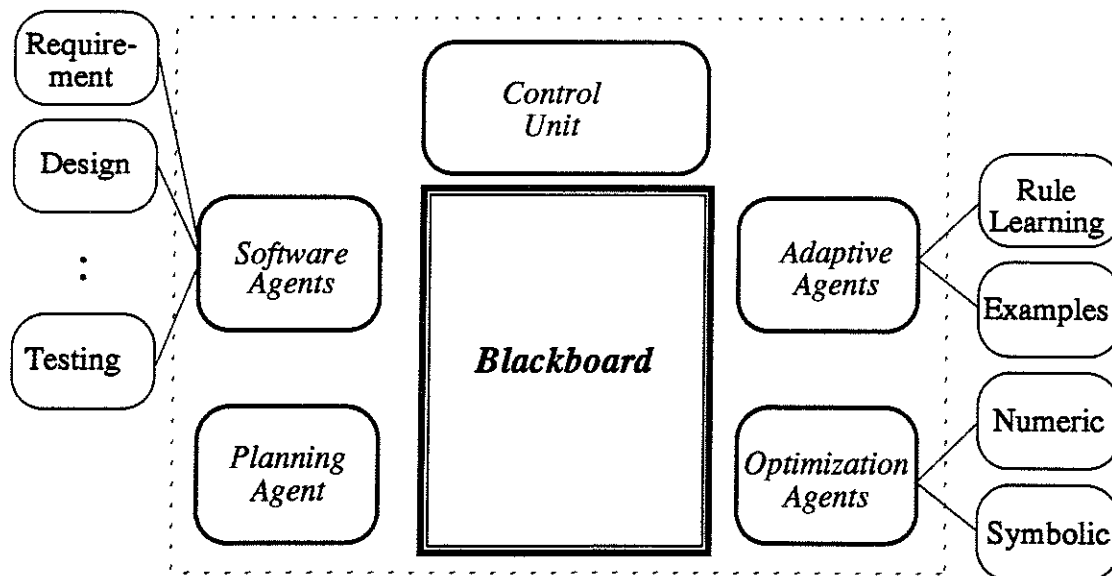 Require-
ment
Design
:
Testing
Control
Unit
Software
Agents
Planning
Agent
Blackboard
Adaptive
Agents
Optimization
Agents
Rule
Learning
Examples
Numeric
Symbolic